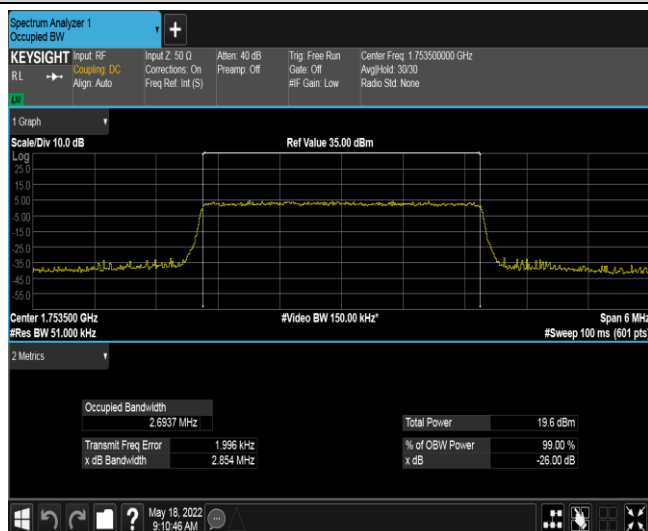 Spectrum Analyzer 1
Occupied BW
+
KEYSIGHT Input: RF Input Z: 50 Ω Atten: 40 dB Trig: Free Run Center Freq: 1.753500000 GHz
RL Coupling: DC Corrections: On Preamp: Off Gate: Off Avg|Hold: 30/30
Align: Auto Freq Ref: Int (S) #IF Gain: Low Radio Std: None
1 Graph
Scale/Div 10.0 dB Ref Value 35.00 dBm
Log
25.0
15.0
5.00
-5.00
-15.0
-25.0
-35.0
-45.0
-55.0
Center 1.753500 GHz #Video BW 150.00 kHz* Span 6 MHz
#Res BW 51.000 kHz #Sweep 100 ms (601 pts)
2 Metrics
Occupied Bandwidth
2.6937 MHz Total Power 19.6 dBm
Transmit Freq Error 1.996 kHz % of OBW Power 99.00 %
x dB Bandwidth 2.854 MHz x dB -26.00 dB
? May 18, 2022
9:10:46 AM